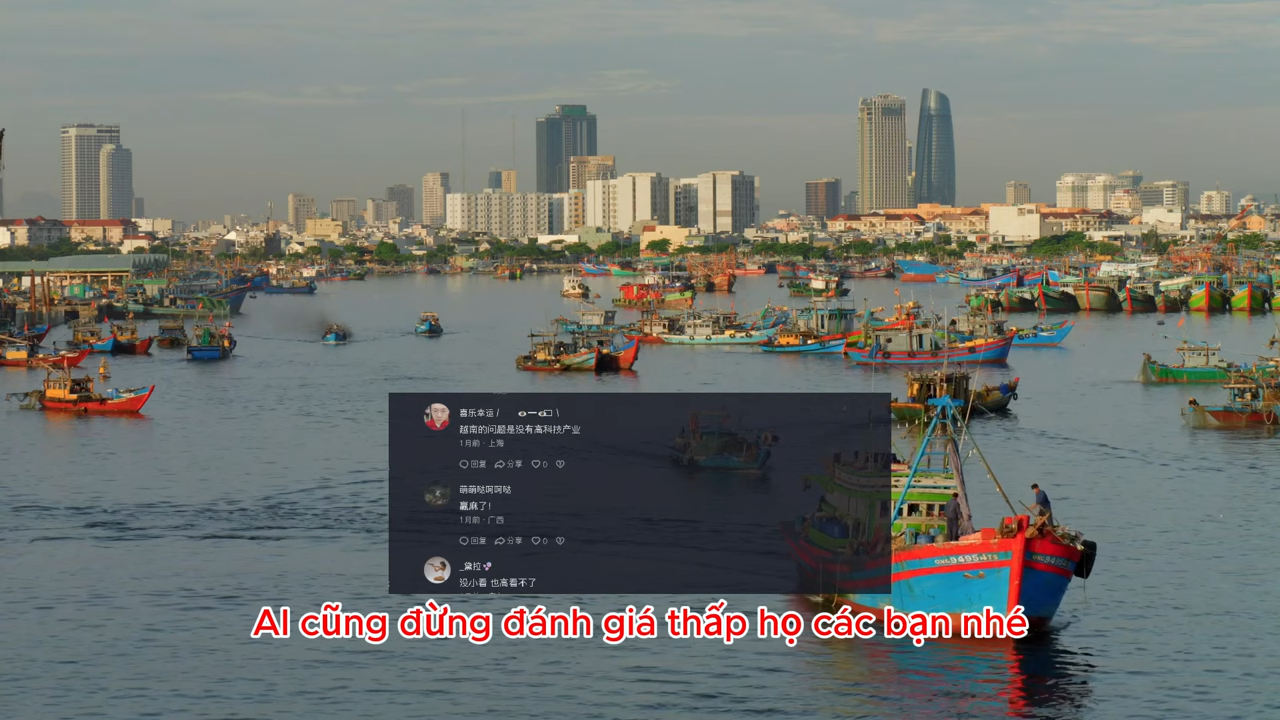 喜乐幸运 /
越南的问题是没有高科技产业
1月前 · 上海
回复 分享 0
萌萌哒呵呵哒
赢麻了!
1月前 · 广西
回复 分享 0
_黛拉
没小看 也高看不了
94954 TS
AI cũng đừng đánh giá thấp họ các bạn nhé